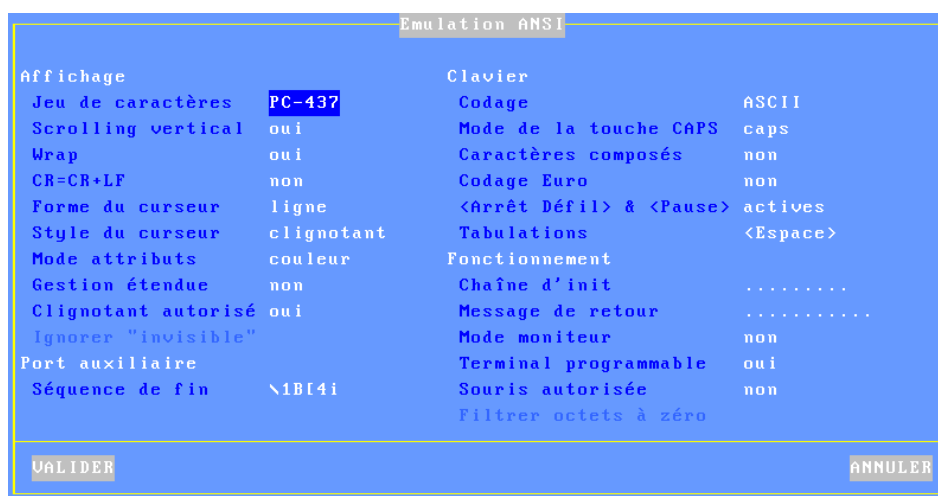 Emulation ANSI
Affichage
Jeu de caractères PC-437
Scrolling vertical oui
Wrap oui
CR=CR+LF non
Forme du curseur ligne
Style du curseur clignotant
Mode attributs couleur
Gestion étendue non
Clignotant autorisé oui
Ignorer "invisible"
Port auxiliaire
Séquence de fin \1B[4i
Clavier
Codage ASCII
Mode de la touche CAPS caps
Caractères composés non
Codage Euro non
<Arrêt Défil> & <Pause> actives
Tabulations <Espace>
Fonctionnement
Chaîne d'init .........
Message de retour ...........
Mode moniteur non
Terminal programmable oui
Souris autorisée non
Filtrer octets à zéro
VALIDER
ANNULER